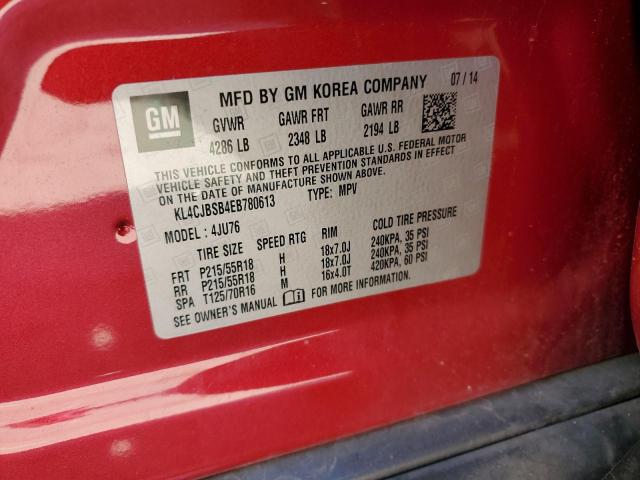 GM
MFD BY GM KOREA COMPANY 07/14
GVWR GAWR FRT GAWR RR
4286 LB 2348 LB 2194 LB
THIS VEHICLE CONFORMS TO ALL APPLICABLE U.S. FEDERAL MOTOR
VEHICLE SAFETY AND THEFT PREVENTION STANDARDS IN EFFECT
ON THE DATE OF MANUFACTURE SHOWN ABOVE.
KL4CJBSB4EB780613 TYPE: MPV
MODEL: 4JU76
TIRE SIZE SPEED RTG RIM COLD TIRE PRESSURE
FRT P215/55R18 H 18x7.0J 240KPA, 35 PSI
RR P215/55R18 H 18x7.0J 240KPA, 35 PSI
SPA T125/70R16 M 16x4.0T 420KPA, 60 PSI
SEE OWNER'S MANUAL FOR MORE INFORMATION.